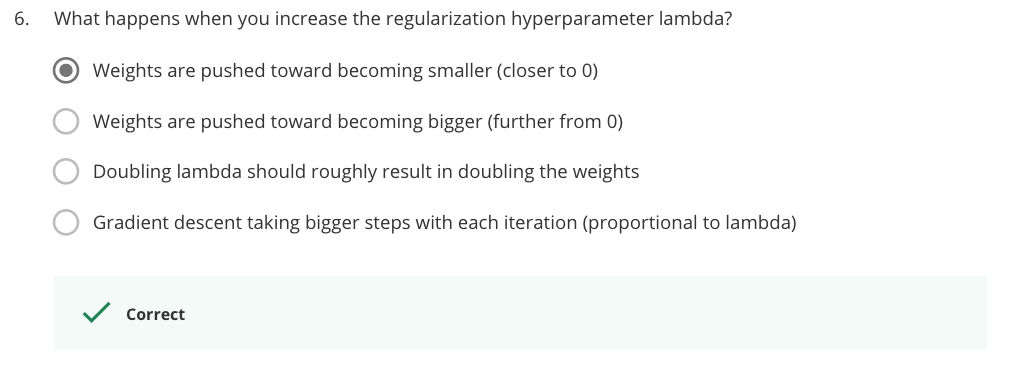 6. What happens when you increase the regularization hyperparameter lambda?
Weights are pushed toward becoming smaller (closer to 0)
Weights are pushed toward becoming bigger (further from 0)
Doubling lambda should roughly result in doubling the weights
Gradient descent taking bigger steps with each iteration (proportional to lambda)
Correct